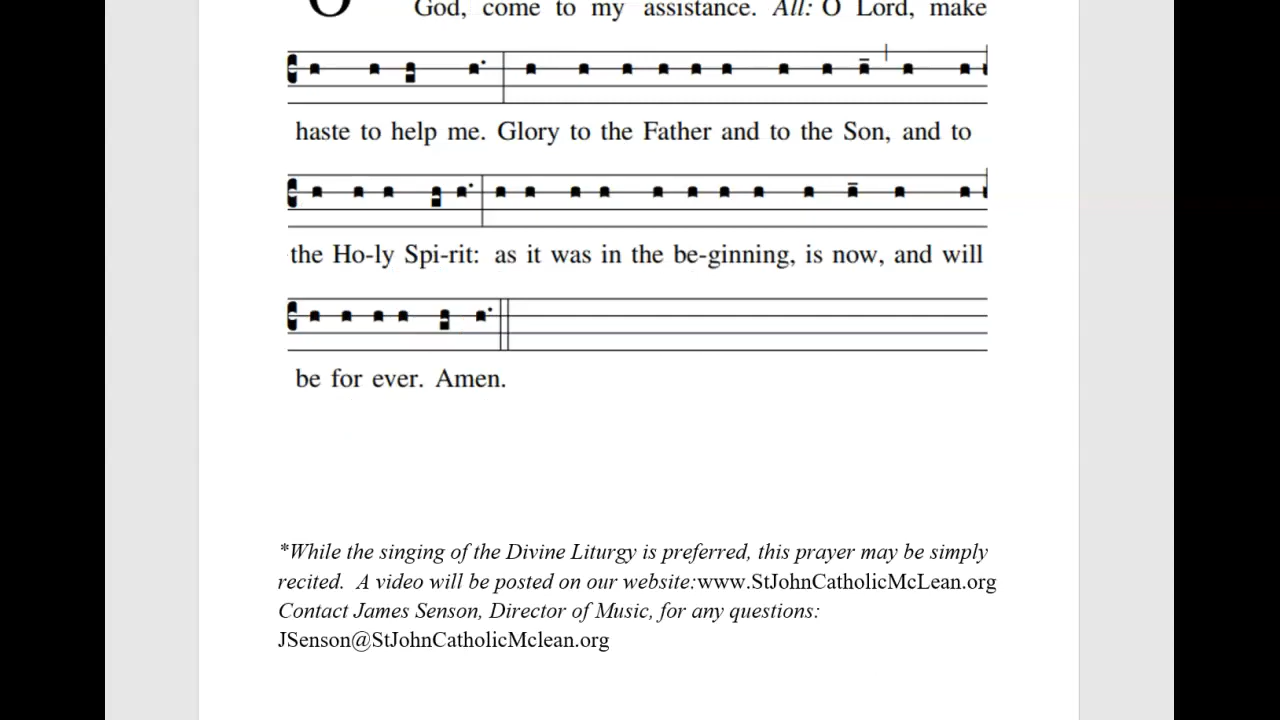 O God, come to my assistance. All: O Lord, make
haste to help me. Glory to the Father and to the Son, and to
the Ho-ly Spi-rit: as it was in the be-ginning, is now, and will
be for ever. Amen.
*While the singing of the Divine Liturgy is preferred, this prayer may be simply
recited. A video will be posted on our website:www.StJohnCatholicMcLean.org
Contact James Senson, Director of Music, for any questions:
JSenson@StJohnCatholicMclean.org